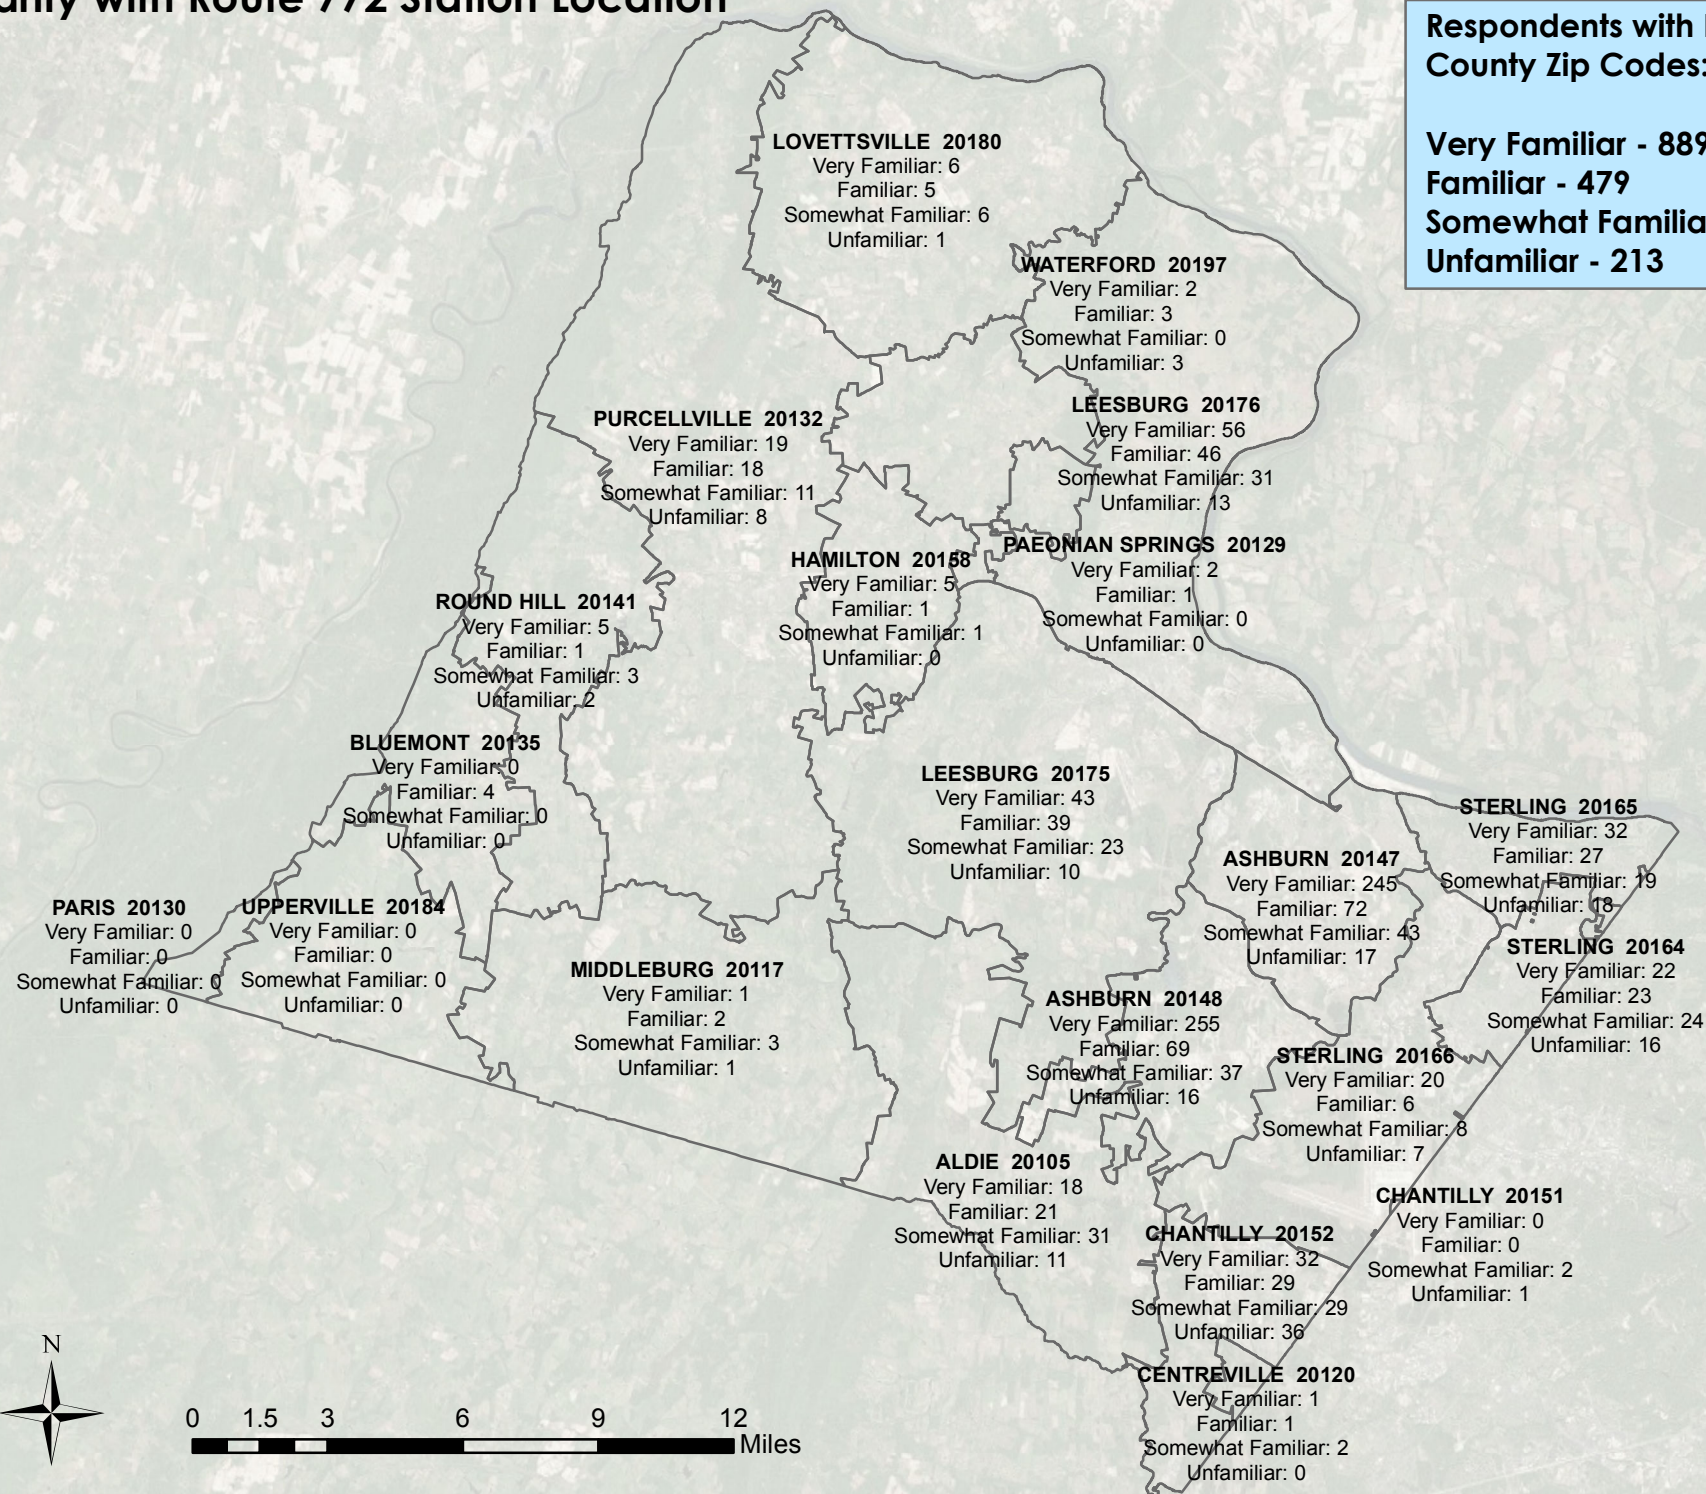 with Route 772 Station Location
Respondents with
County Zip Codes:
Very Familiar - 889
Familiar - 479
Somewhat
Unfamiliar - 213
LOVETTSVILLE 20180
Very Familiar: 6
Familiar: 5
Somewhat Familiar: 6
Unfamiliar: 1
WATERFORD 20197
Very Familiar: 2
Familiar: 3
Somewhat Familiar: 0
Unfamiliar: 3
PURCELLVILLE 20132
Very Familiar: 19
Familiar: 18
Somewhat Familiar: 11
Unfamiliar: 8
LEESBURG 20176
Very Familiar: 56
Familiar: 46
Somewhat Familiar: 31
Unfamiliar: 13
HAMILTON 20158
Very Familiar: 5
Familiar: 1
Somewhat Familiar: 1
Unfamiliar: 0
PAEONIAN SPRINGS 20129
Very Familiar: 2
Familiar: 1
Somewhat Familiar: 0
Unfamiliar: 0
ROUND HILL 20141
Very Familiar: 5
Familiar: 1
Somewhat Familiar: 3
Unfamiliar: 2
BLUEMONT 20135
Very Familiar: 0
Familiar: 4
Somewhat Familiar: 0
Unfamiliar: 0
LEESBURG 20175
Very Familiar: 43
Familiar: 39
Somewhat Familiar: 23
Unfamiliar: 10
STERLING 20165
Very Familiar: 32
Familiar: 27
Somewhat Familiar: 19
Unfamiliar: 18
ASHBURN 20147
Very Familiar: 245
Familiar: 72
Somewhat Familiar: 43
Unfamiliar: 17
PARIS 20130
Very Familiar: 0
Familiar: 0
Somewhat Familiar: 0
Unfamiliar: 0
UPPERVILLE 20184
Very Familiar: 0
Familiar: 0
Somewhat Familiar: 0
Unfamiliar: 0
MIDDLEBURG 20117
Very Familiar: 1
Familiar: 2
Somewhat Familiar: 3
Unfamiliar: 1
STERLING 20164
Very Familiar: 22
Familiar: 23
Somewhat Familiar: 24
Unfamiliar: 16
ASHBURN 20148
Very Familiar: 255
Familiar: 69
Somewhat Familiar: 37
Unfamiliar: 16
STERLING 20166
Very Familiar: 20
Familiar: 6
Somewhat Familiar: 8
Unfamiliar: 7
ALDIE 20105
Very Familiar: 18
Familiar: 21
Somewhat Familiar: 31
Unfamiliar: 11
CHANTILLY 20151
Very Familiar: 0
Familiar: 0
Somewhat Familiar: 2
Unfamiliar: 1
CHANTILLY 20152
Very Familiar: 32
Familiar: 29
Somewhat Familiar: 29
Unfamiliar: 36
CENTREVILLE 20120
Very Familiar: 1
Familiar: 1
Somewhat Familiar: 2
Unfamiliar: 0
N
0 1.5 3 6 9 12
Miles